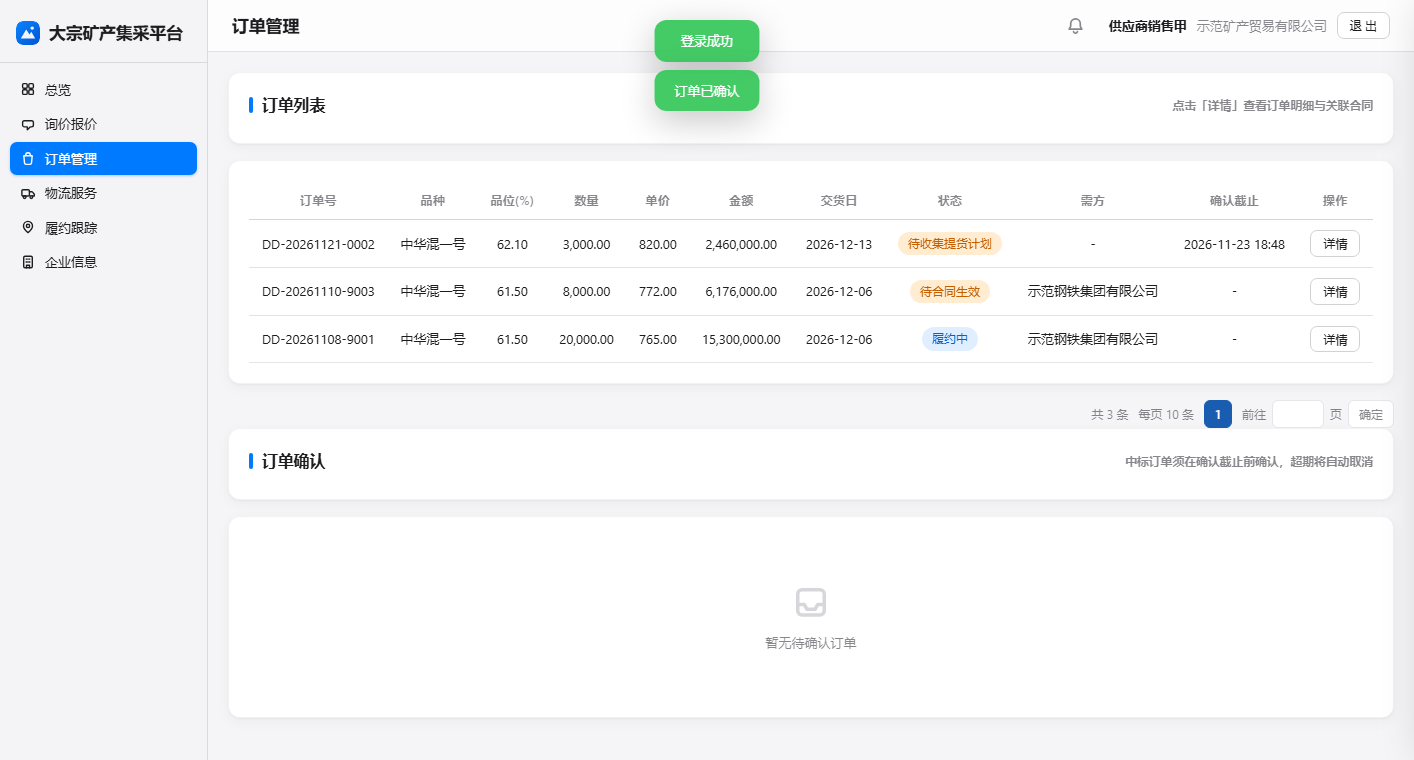 大宗矿产集采平台
总览
询价报价
订单管理
物流服务
履约跟踪
企业信息
订单管理
登录成功
订单已确认
供应商销售甲 示范矿产贸易有限公司 退 出
订单列表
点击「详情」查看订单明细与关联合同
订单号 品种 品位(%) 数量 单价 金额 交货日 状态 需方 确认截止 操作
DD-20261121-0002 中华混一号 62.10 3,000.00 820.00 2,460,000.00 2026-12-13 待收集提货计划 - 2026-11-23 18:48 详情
DD-20261110-9003 中华混一号 61.50 8,000.00 772.00 6,176,000.00 2026-12-06 待合同生效 示范钢铁集团有限公司 - 详情
DD-20261108-9001 中华混一号 61.50 20,000.00 765.00 15,300,000.00 2026-12-06 履约中 示范钢铁集团有限公司 - 详情
共 3 条 每页 10 条 1 前往 页 确定
订单确认
中标订单须在确认截止前确认，超期将自动取消
暂无待确认订单